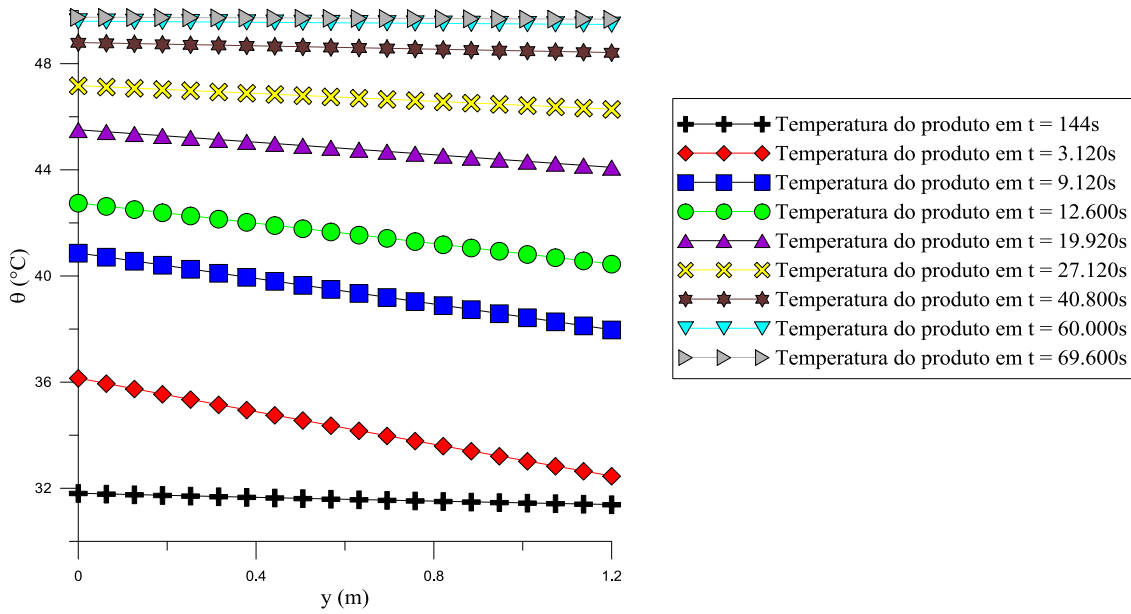 48
44
40
36
32
θ (°C)
0
0.4
0.8
1.2
y (m)
Temperatura do produto em t = 144s
Temperatura do produto em t = 3.120s
Temperatura do produto em t = 9.120s
Temperatura do produto em t = 12.600s
Temperatura do produto em t = 19.920s
Temperatura do produto em t = 27.120s
Temperatura do produto em t = 40.800s
Temperatura do produto em t = 60.000s
Temperatura do produto em t = 69.600s